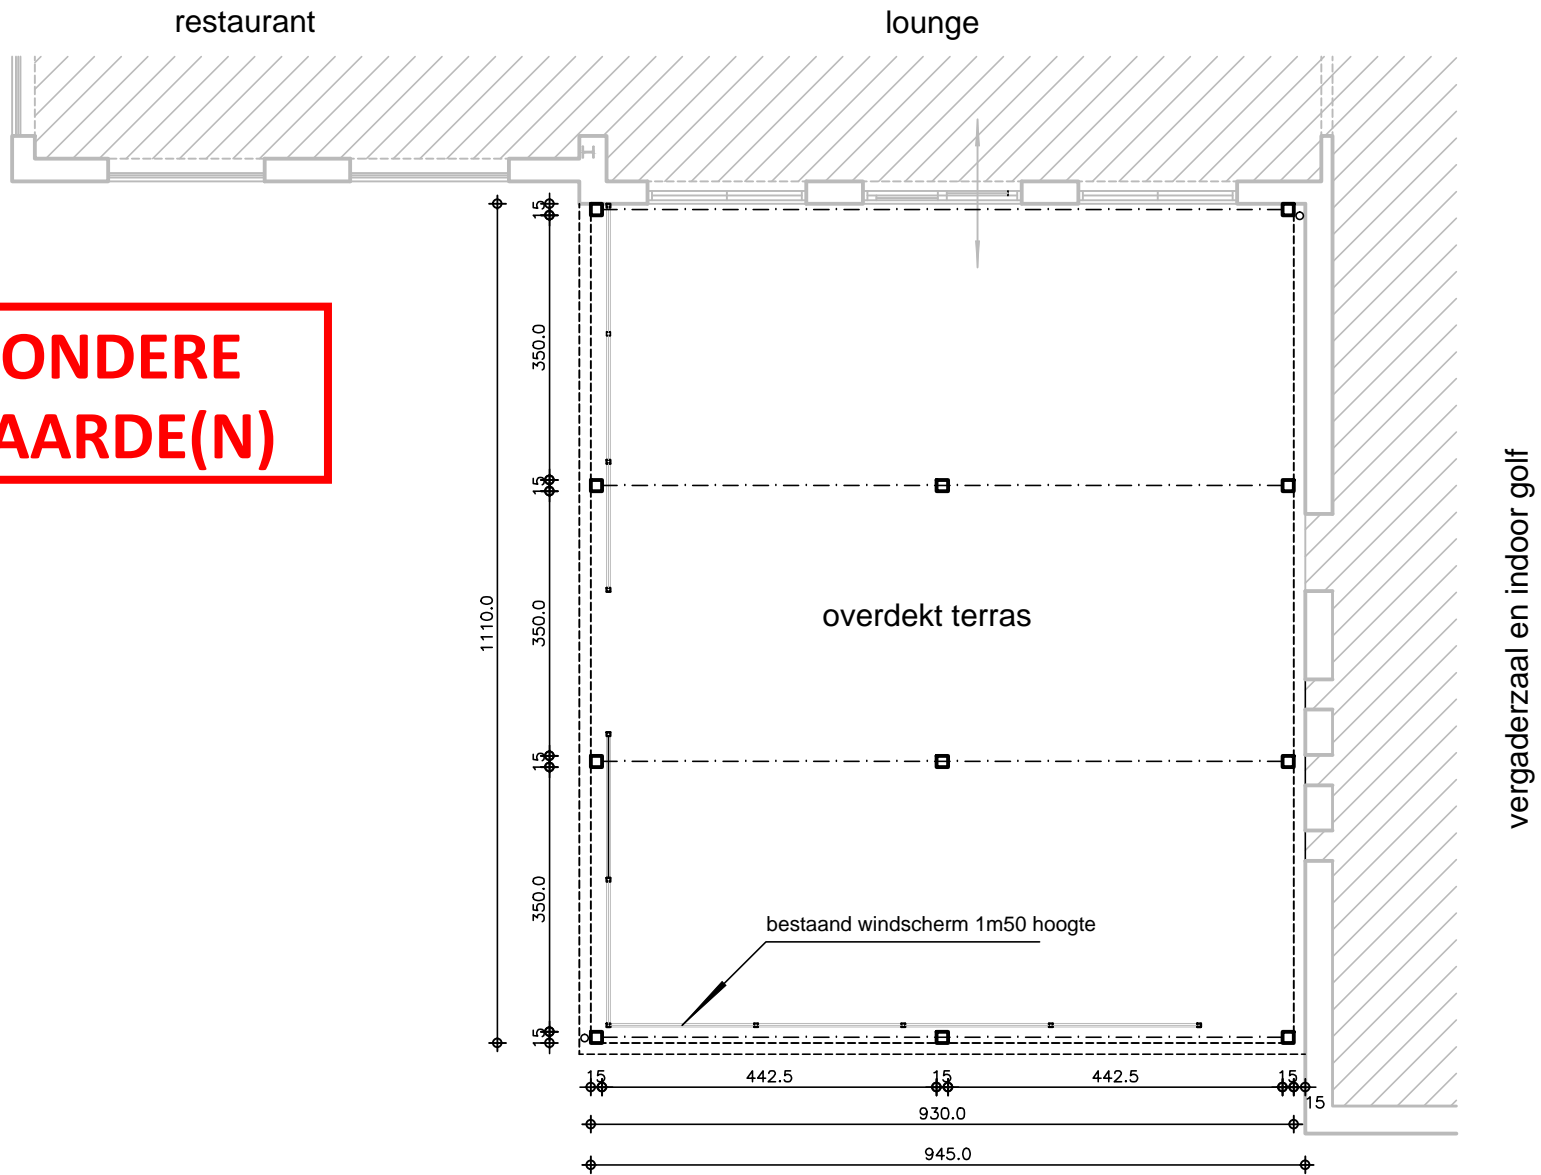 restaurant
lounge
ONDERE
AARDE(N)
15
350.0
15
350.0
15
350.0
15
1110.0
overdekt terras
vergaderzaal en indoor golf
bestaand windscherm 1m50 hoogte
15
442.5
15
442.5
15
15
930.0
945.0